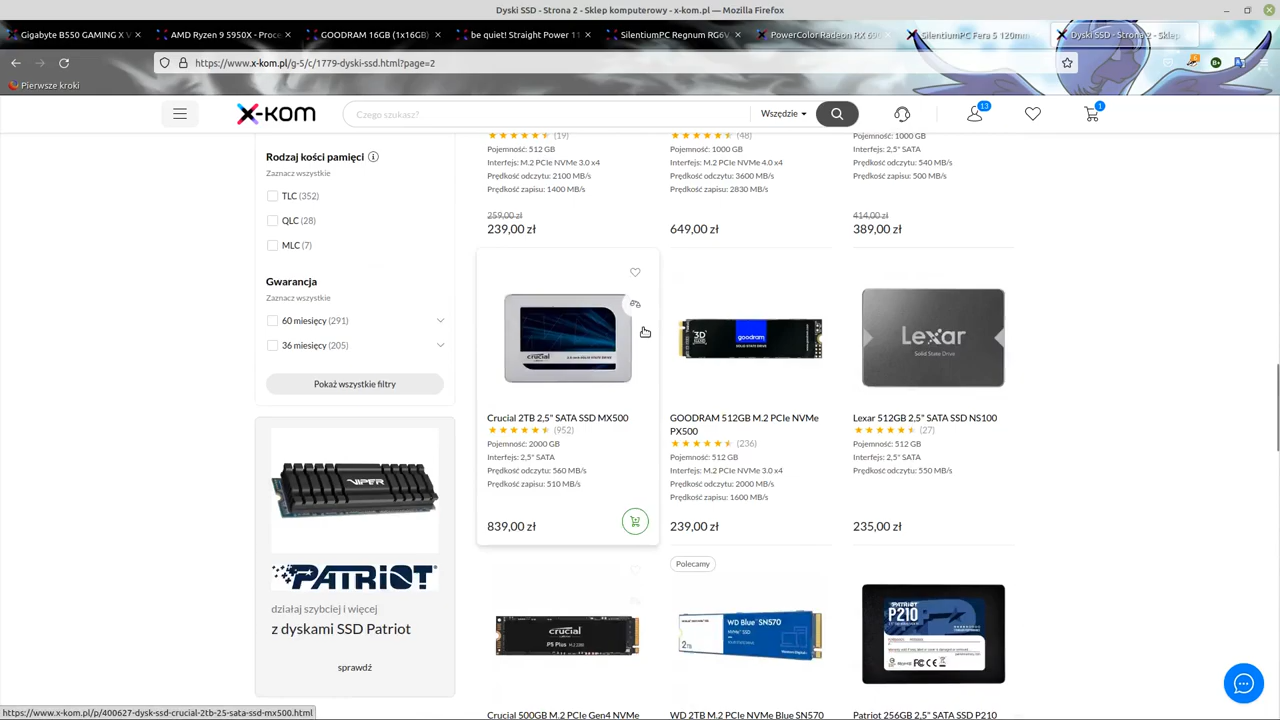 Dyski SSD - Strona 2 - Sklep komputerowy - x-kom.pl — Mozilla Firefox
Gigabyte B550 GAMING X V
AMD Ryzen 9 5950X - Proce
GOODRAM 16GB (1x16GB)
be quiet! Straight Power 11
SilentiumPC Regnum RG6V
PowerColor Radeon RX 69
SilentiumPC Fera 5 120mm
Dyski SSD - Strona 2 - Sklep
https://www.x-kom.pl/g-5/c/1779-dyski-ssd.html?page=2
Pierwsze kroki
x-kom
Czego szukasz?
Wszędzie
13
1
Rodzaj kości pamięci
Zaznacz wszystkie
TLC (352)
QLC (28)
MLC (7)
Gwarancja
Zaznacz wszystkie
60 miesięcy (291)
36 miesięcy (205)
Pokaż wszystkie filtry
VIPER
PATRIOT
działaj szybciej i więcej
z dyskami SSD Patriot
sprawdź
(19)
Pojemność: 512 GB
Interfejs: M.2 PCIe NVMe 3.0 x4
Prędkość odczytu: 2100 MB/s
Prędkość zapisu: 1400 MB/s
259,00 zł
239,00 zł
(48)
Pojemność: 1000 GB
Interfejs: M.2 PCIe NVMe 4.0 x4
Prędkość odczytu: 3600 MB/s
Prędkość zapisu: 2830 MB/s
649,00 zł
Pojemność: 1000 GB
Interfejs: 2,5" SATA
Prędkość odczytu: 540 MB/s
Prędkość zapisu: 500 MB/s
414,00 zł
389,00 zł
crucial
Crucial 2TB 2,5" SATA SSD MX500
(952)
Pojemność: 2000 GB
Interfejs: 2,5" SATA
Prędkość odczytu: 560 MB/s
Prędkość zapisu: 510 MB/s
839,00 zł
3D
goodram
GOODRAM 512GB M.2 PCIe NVMe
PX500
(236)
Pojemność: 512 GB
Interfejs: M.2 PCIe NVMe 3.0 x4
Prędkość odczytu: 2000 MB/s
Prędkość zapisu: 1600 MB/s
239,00 zł
Lexar
Solid State Drive
Lexar 512GB 2,5" SATA SSD NS100
(27)
Pojemność: 512 GB
Interfejs: 2,5" SATA
Prędkość odczytu: 550 MB/s
235,00 zł
crucial
P5 Plus
Crucial 500GB M.2 PCIe Gen4 NVMe
Polecamy
WD Blue SN570
NVMe SSD
2TB
WD 2TB M.2 PCIe NVMe Blue SN570
PATRIOT
P210
Patriot 256GB 2,5" SATA SSD P210
https://www.x-kom.pl/p/400627-dysk-ssd-crucial-2tb-25-sata-ssd-mx500.html